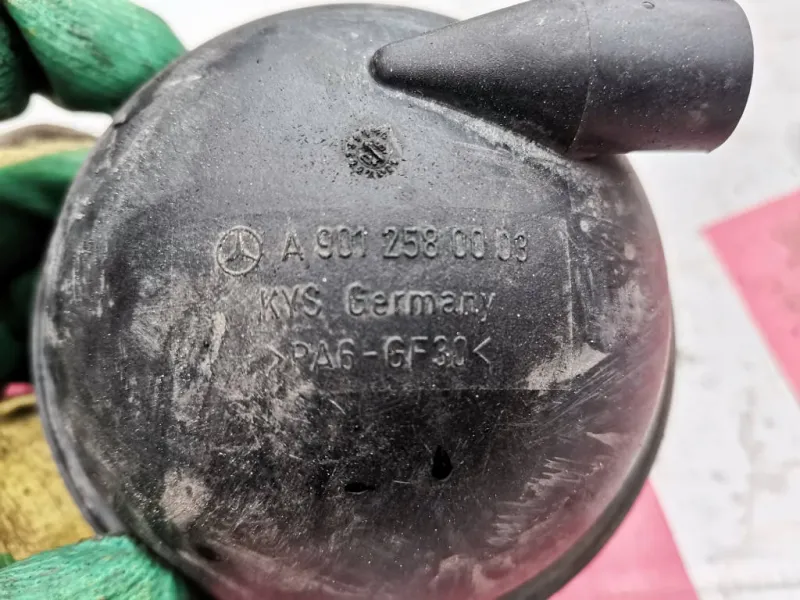 A 901 258 00 03
KYS Germany
>PA6-GF30<